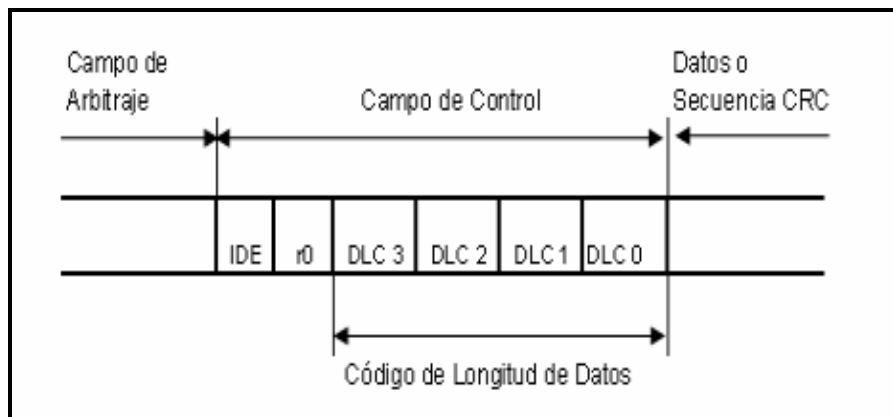 Campo de
Arbitraje
Campo de Control
Datos o
Secuencia CRC
IDE r0 DLC 3 DLC 2 DLC 1 DLC 0
Código de Longitud de Datos